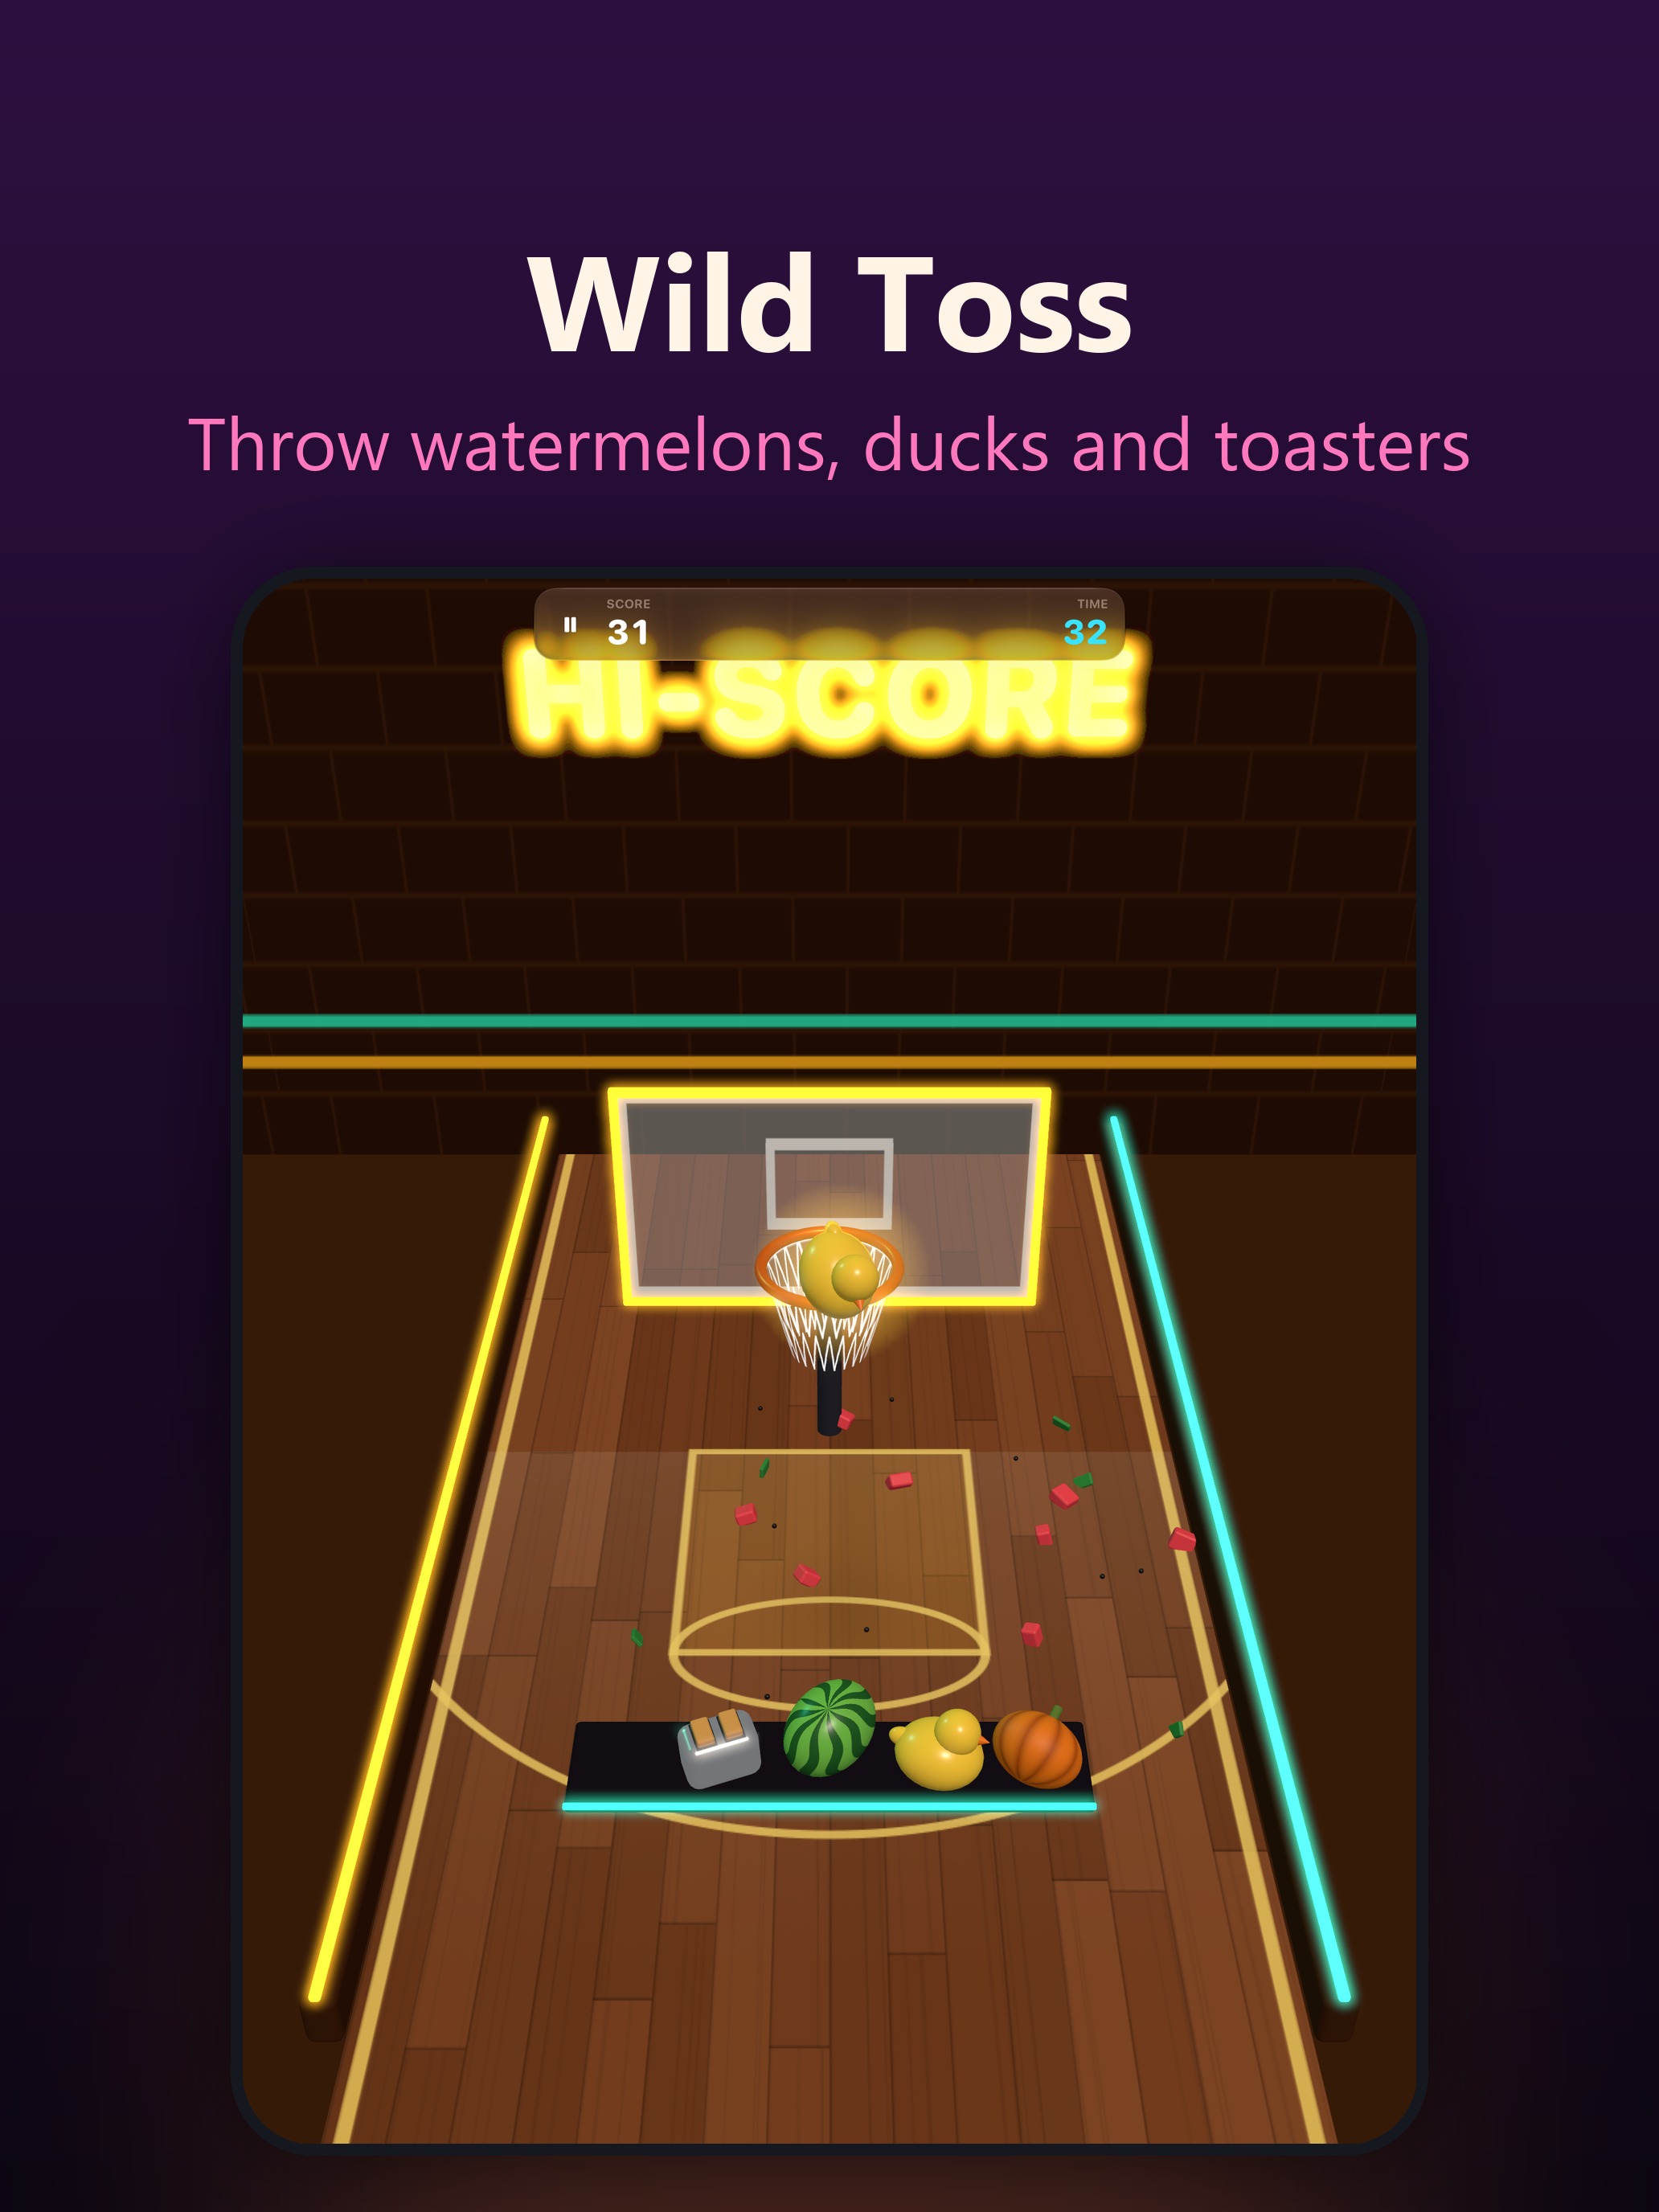 Wild Toss
Throw watermelons, ducks and toasters
SCORE TIME
31 32
HI-SCORE